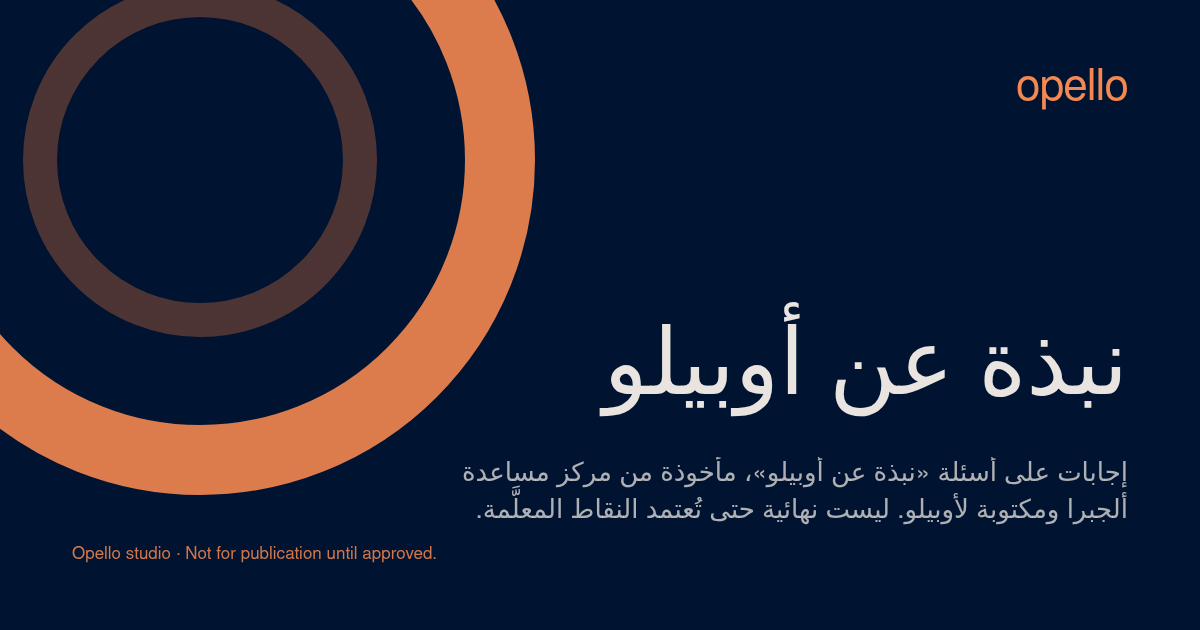 opello
نبذة عن أوبيلو
إجابات على أسئلة «نبذة عن أوبيلو»، مأخوذة من مركز مساعدة
ألجبرا ومكتوبة لأوبيلو. ليست نهائية حتى تُعتمد النقاط المعلَّمة.
Opello studio · Not for publication until approved.